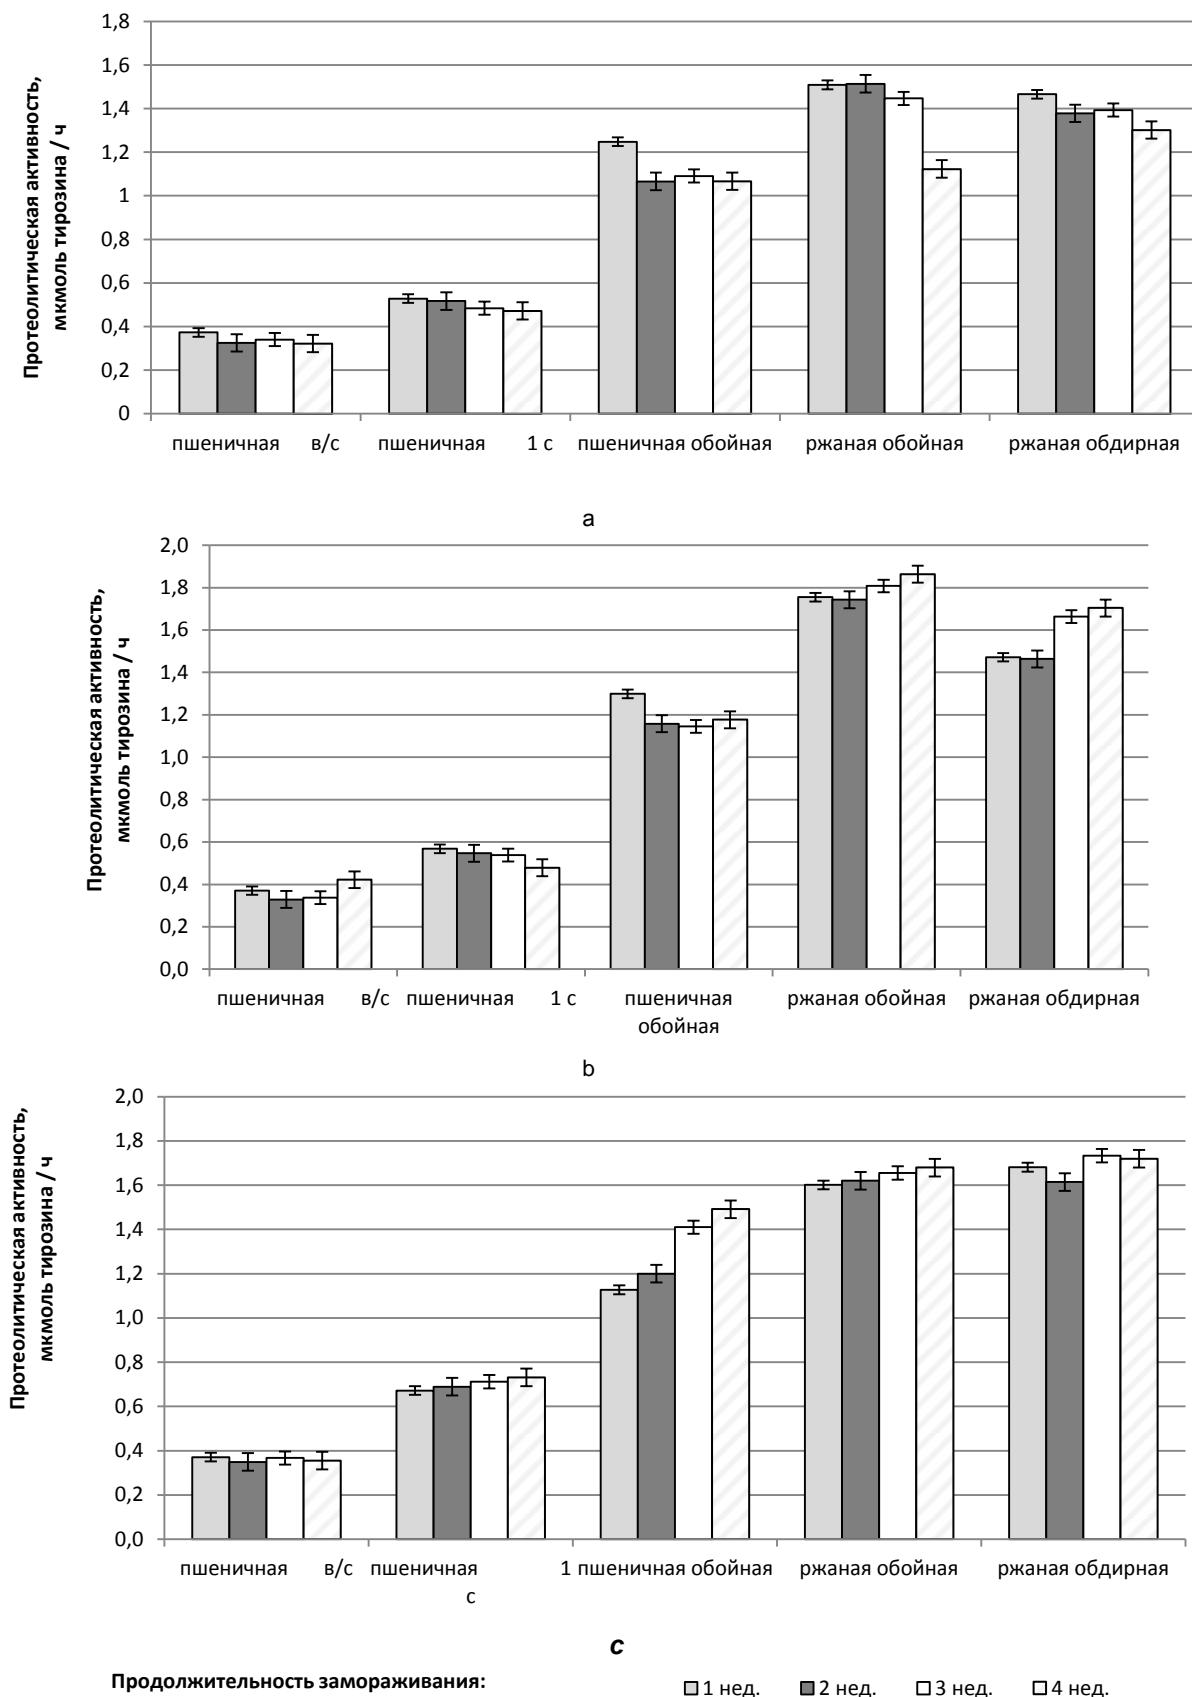 Протеолитическая активность,
мкмоль тирозина / ч
1,8
1,6
1,4
1,2
1
0,8
0,6
0,4
0,2
0
пшеничная в/с
пшеничная 1 с
пшеничная обойная
ржаная обойная
ржаная обдирная
a
Протеолитическая активность,
мкмоль тирозина / ч
2,0
1,8
1,6
1,4
1,2
1,0
0,8
0,6
0,4
0,2
0,0
пшеничная в/с
пшеничная 1 с
пшеничная
обойная
ржаная обойная
ржаная обдирная
b
Протеолитическая активность,
мкмоль тирозина / ч
2,0
1,8
1,6
1,4
1,2
1,0
0,8
0,6
0,4
0,2
0,0
пшеничная в/с
пшеничная 1
с
пшеничная обойная
ржаная обойная
ржаная обдирная
c
Продолжительность замораживания:
1 нед.
2 нед.
3 нед.
4 нед.